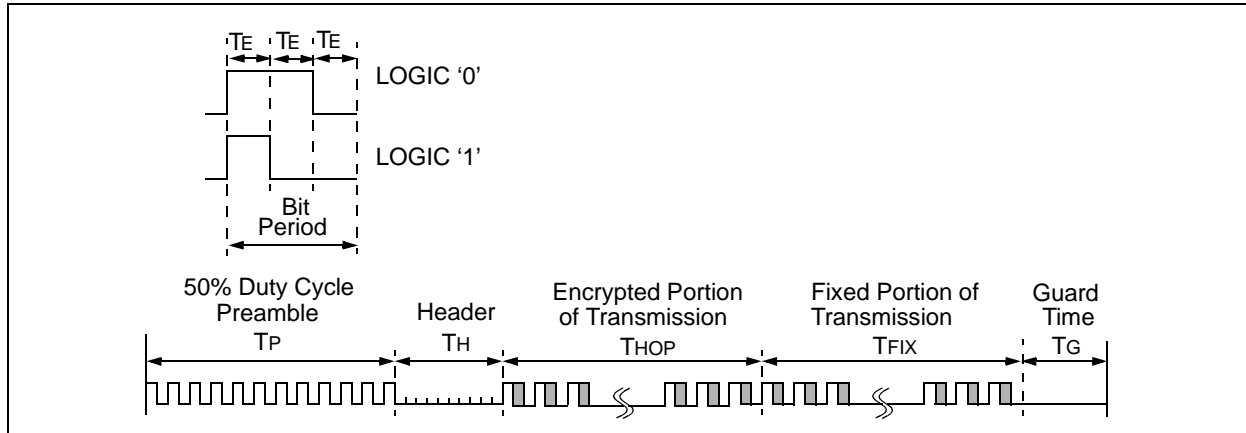 TE TE TE
LOGIC ‘0’
LOGIC ‘1’
Bit
Period
50% Duty Cycle
Preamble
TP
Header
TH
Encrypted Portion
of Transmission
THOP
Fixed Portion of
Transmission
TFIX
Guard
Time
TG